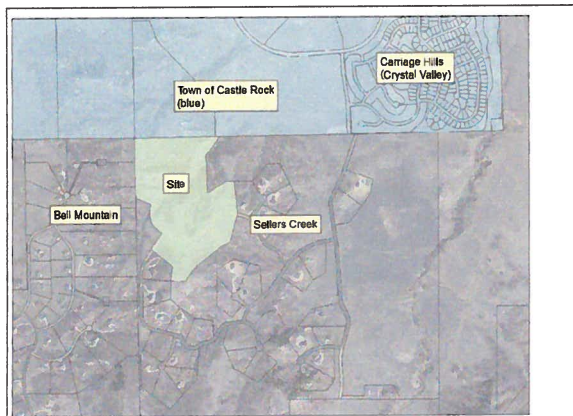 Carriage Hills
(Crystal Valley)
Town of Castle Rock
(blue)
Site
Bell Mountain
Sellers Creek